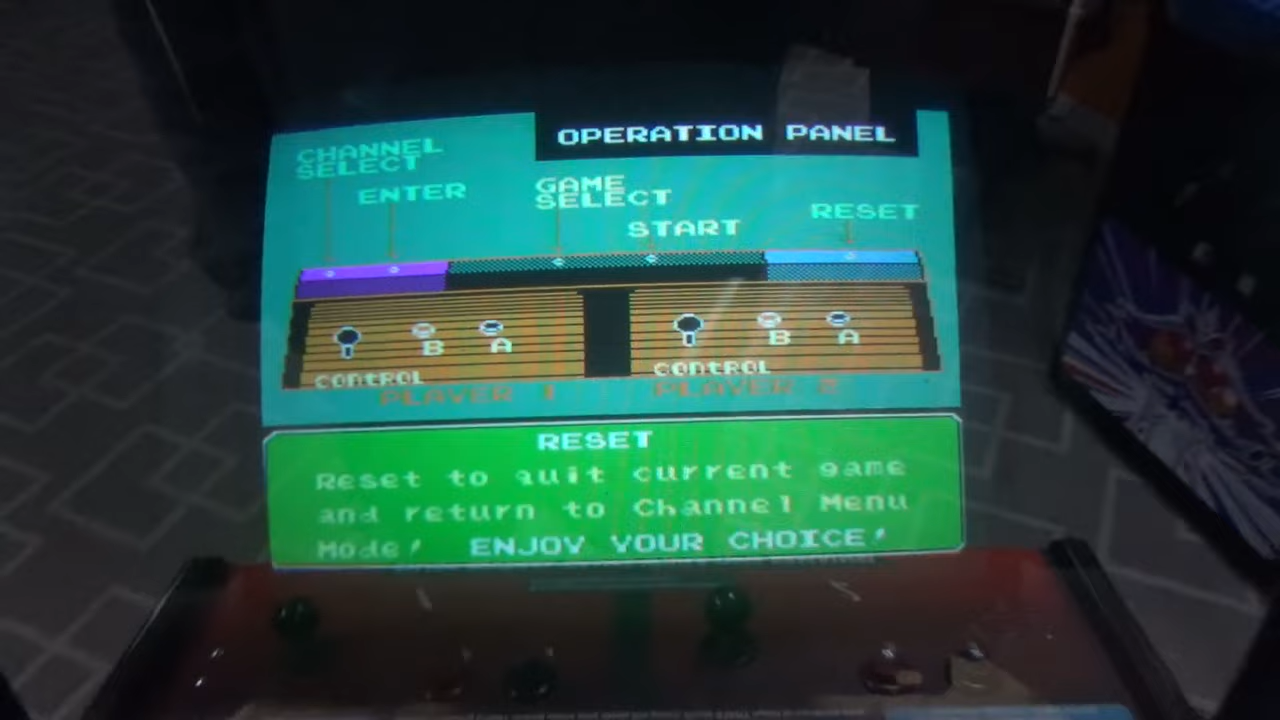 OPERATION PANEL
CHANNEL
SELECT
ENTER
GAME
SELECT
START
RESET
B
A
B
A
CONTROL
CONTROL
PLAYER 1
PLAYER 2
RESET
Reset to quit current game
and return to Channel Menu
Mode! ENJOY YOUR CHOICE!